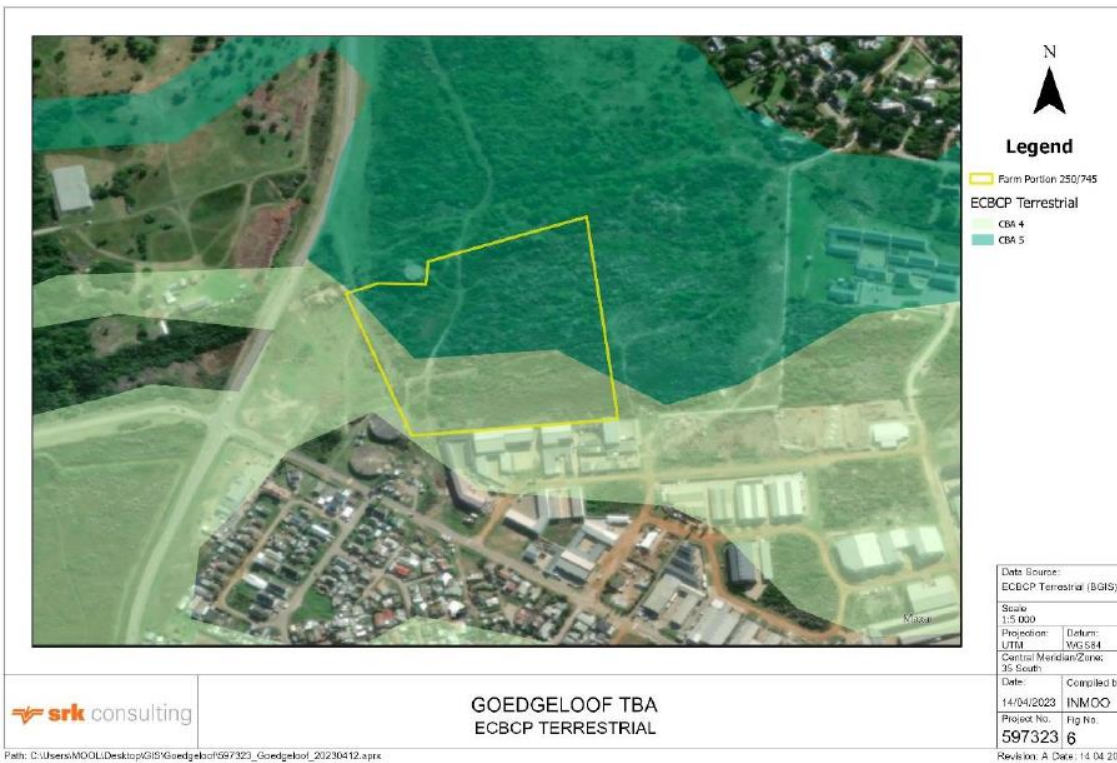 N
Legend
Farm Portion 250/745
ECBCP Terrestrial
CBA 4
CBA 5
Data Source:
ECBCP Terrestrial (BGIS)
Scale
1:5 000
Projection: Datum:
UTM WGS84
Central Meridian/Zone:
35 South
Date: Compiled b
14/04/2023 INMOO
Project No. Fig No.
597323 6
srk consulting
GOEDGELOOF TBA
ECBCP TERRESTRIAL
Path: C:\Users\MOOL\Desktop\GIS\Goedgeloof\597323_Goedgeloof_20230412.aprx
Revision: A Date: 14 04 20